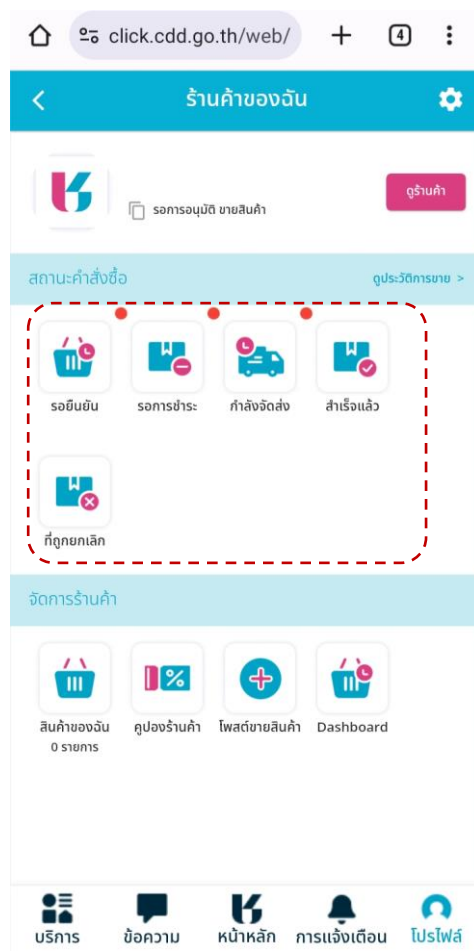 click.cdd.go.th/web/
4
ร้านค้าของฉัน
รอการอนุมัติ ขายสินค้า
ดูร้านค้า
สถานะคำสั่งซื้อ
ดูประวัติการขาย >
รอยืนยัน รอการชำระ กำลังจัดส่ง สำเร็จแล้ว
ที่ถูกยกเลิก
จัดการร้านค้า
สินค้าของฉัน คูปองร้านค้า โพสต์ขายสินค้า Dashboard
0 รายการ
บริการ ข้อความ หน้าหลัก การแจ้งเตือน โปรไฟล์